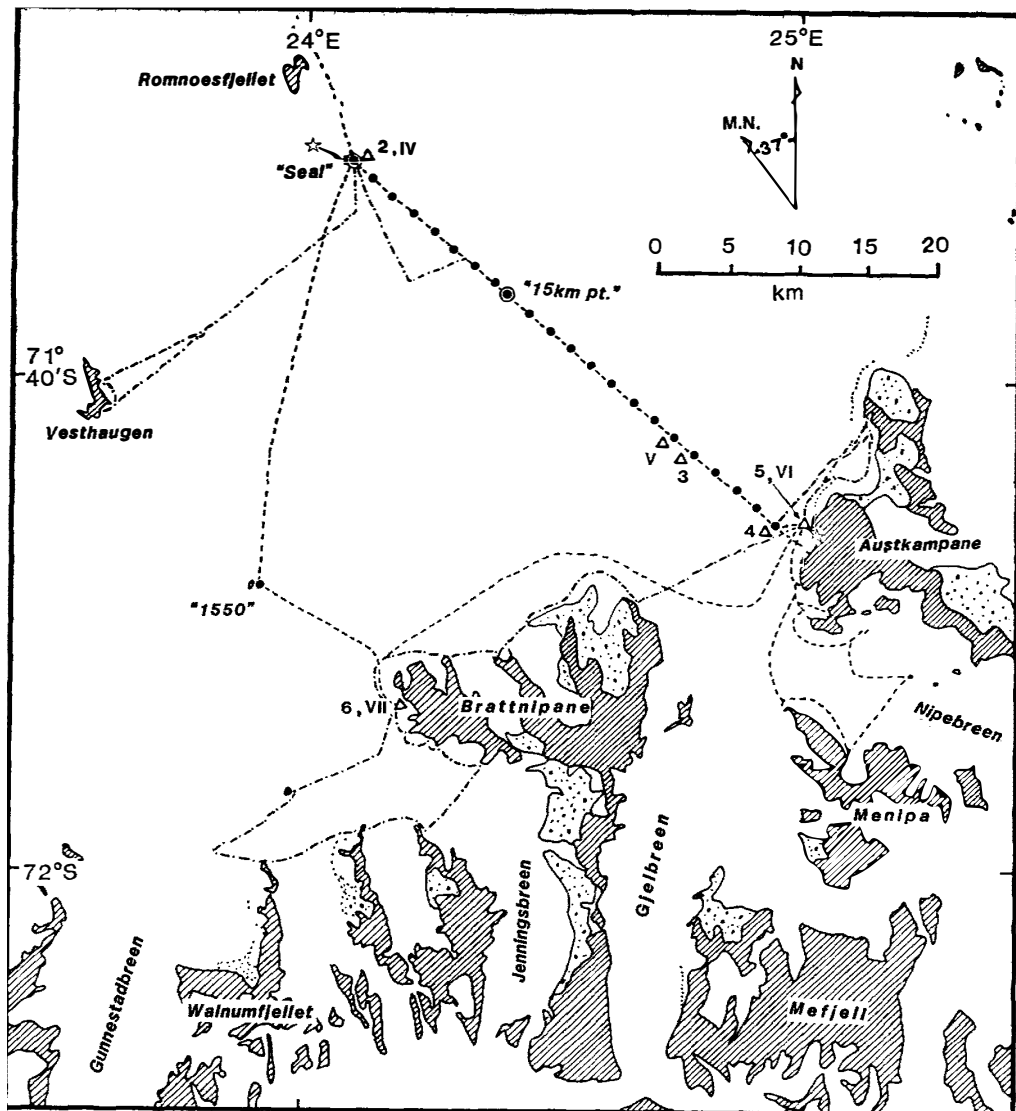 24°E
25°E
Romnoesfjellet
N
M.N.
"Seal"
2, IV
0 5 10 15 20
km
"15km pt."
71°
40'S
Vesthaugen
V
3
5, VI
4
Austkampane
"1550"
6, VII
Brattnipane
Nipebreen
Menipa
72°S
Gjelbreen
Jenningsbreen
Gunnestadbreen
Walnumfjellet
Mefjell